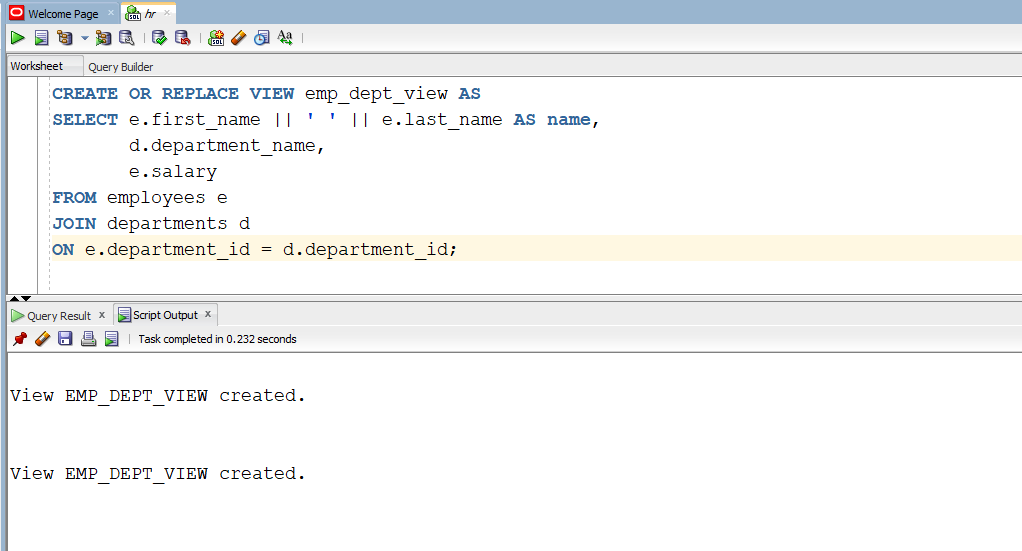 Welcome Page
hr
Worksheet
Query Builder
CREATE OR REPLACE VIEW emp_dept_view AS
SELECT e.first_name || ' ' || e.last_name AS name,
d.department_name,
e.salary
FROM employees e
JOIN departments d
ON e.department_id = d.department_id;
Query Result x
Script Output x
Task completed in 0.232 seconds
View EMP_DEPT_VIEW created.
View EMP_DEPT_VIEW created.